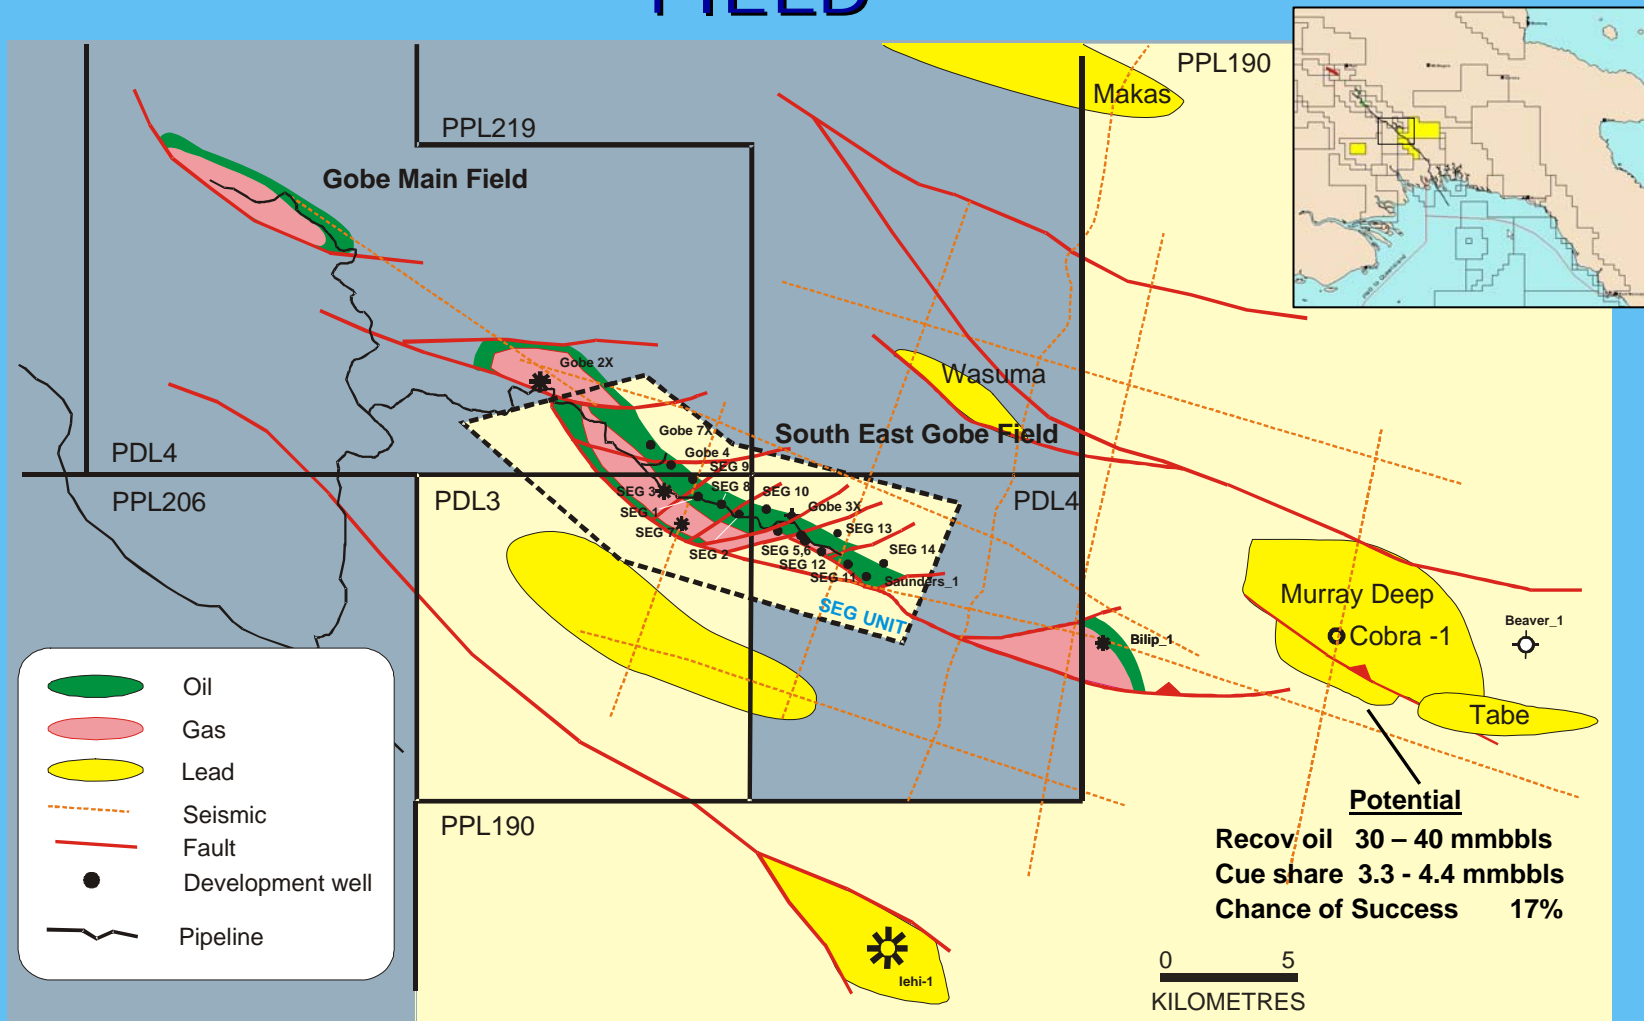 FIELD
PPL190
Makas
PPL219
Gobe Main Field
Gobe 2X
Wasuma
South East Gobe Field
Gobe 7X
Gobe 4
SEG 9
PDL4
SEG 8
PPL206
PDL3
SEG 3
SEG 10
PDL4
SEG 1
Gobe 3X
SEG 7
SEG 13
SEG 2
SEG 5,6
SEG 14
SEG 12
SEG 11
Saunders_1
SEG UNIT
Murray Deep
Cobra -1
Beaver_1
Bilip_1
Tabe
Oil
Gas
Lead
Seismic
Fault
Development well
Pipeline
PPL190
Potential
Recov oil 30 – 40 mmbbls
Cue share 3.3 - 4.4 mmbbls
Chance of Success 17%
Iehi-1
0 5
KILOMETRES